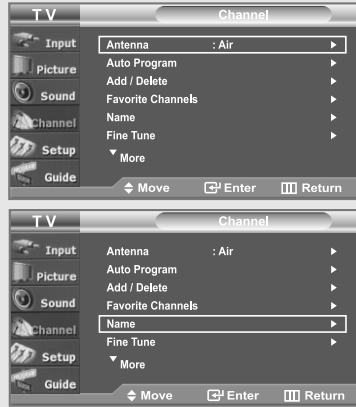 TV Channel
Input
Picture
Sound
Channel
Setup
Guide
Antenna : Air
Auto Program
Add / Delete
Favorite Channels
Name
Fine Tune
More
Move Enter Return
TV Channel
Input
Picture
Sound
Channel
Setup
Guide
Antenna : Air
Auto Program
Add / Delete
Favorite Channels
Name
Fine Tune
More
Move Enter Return